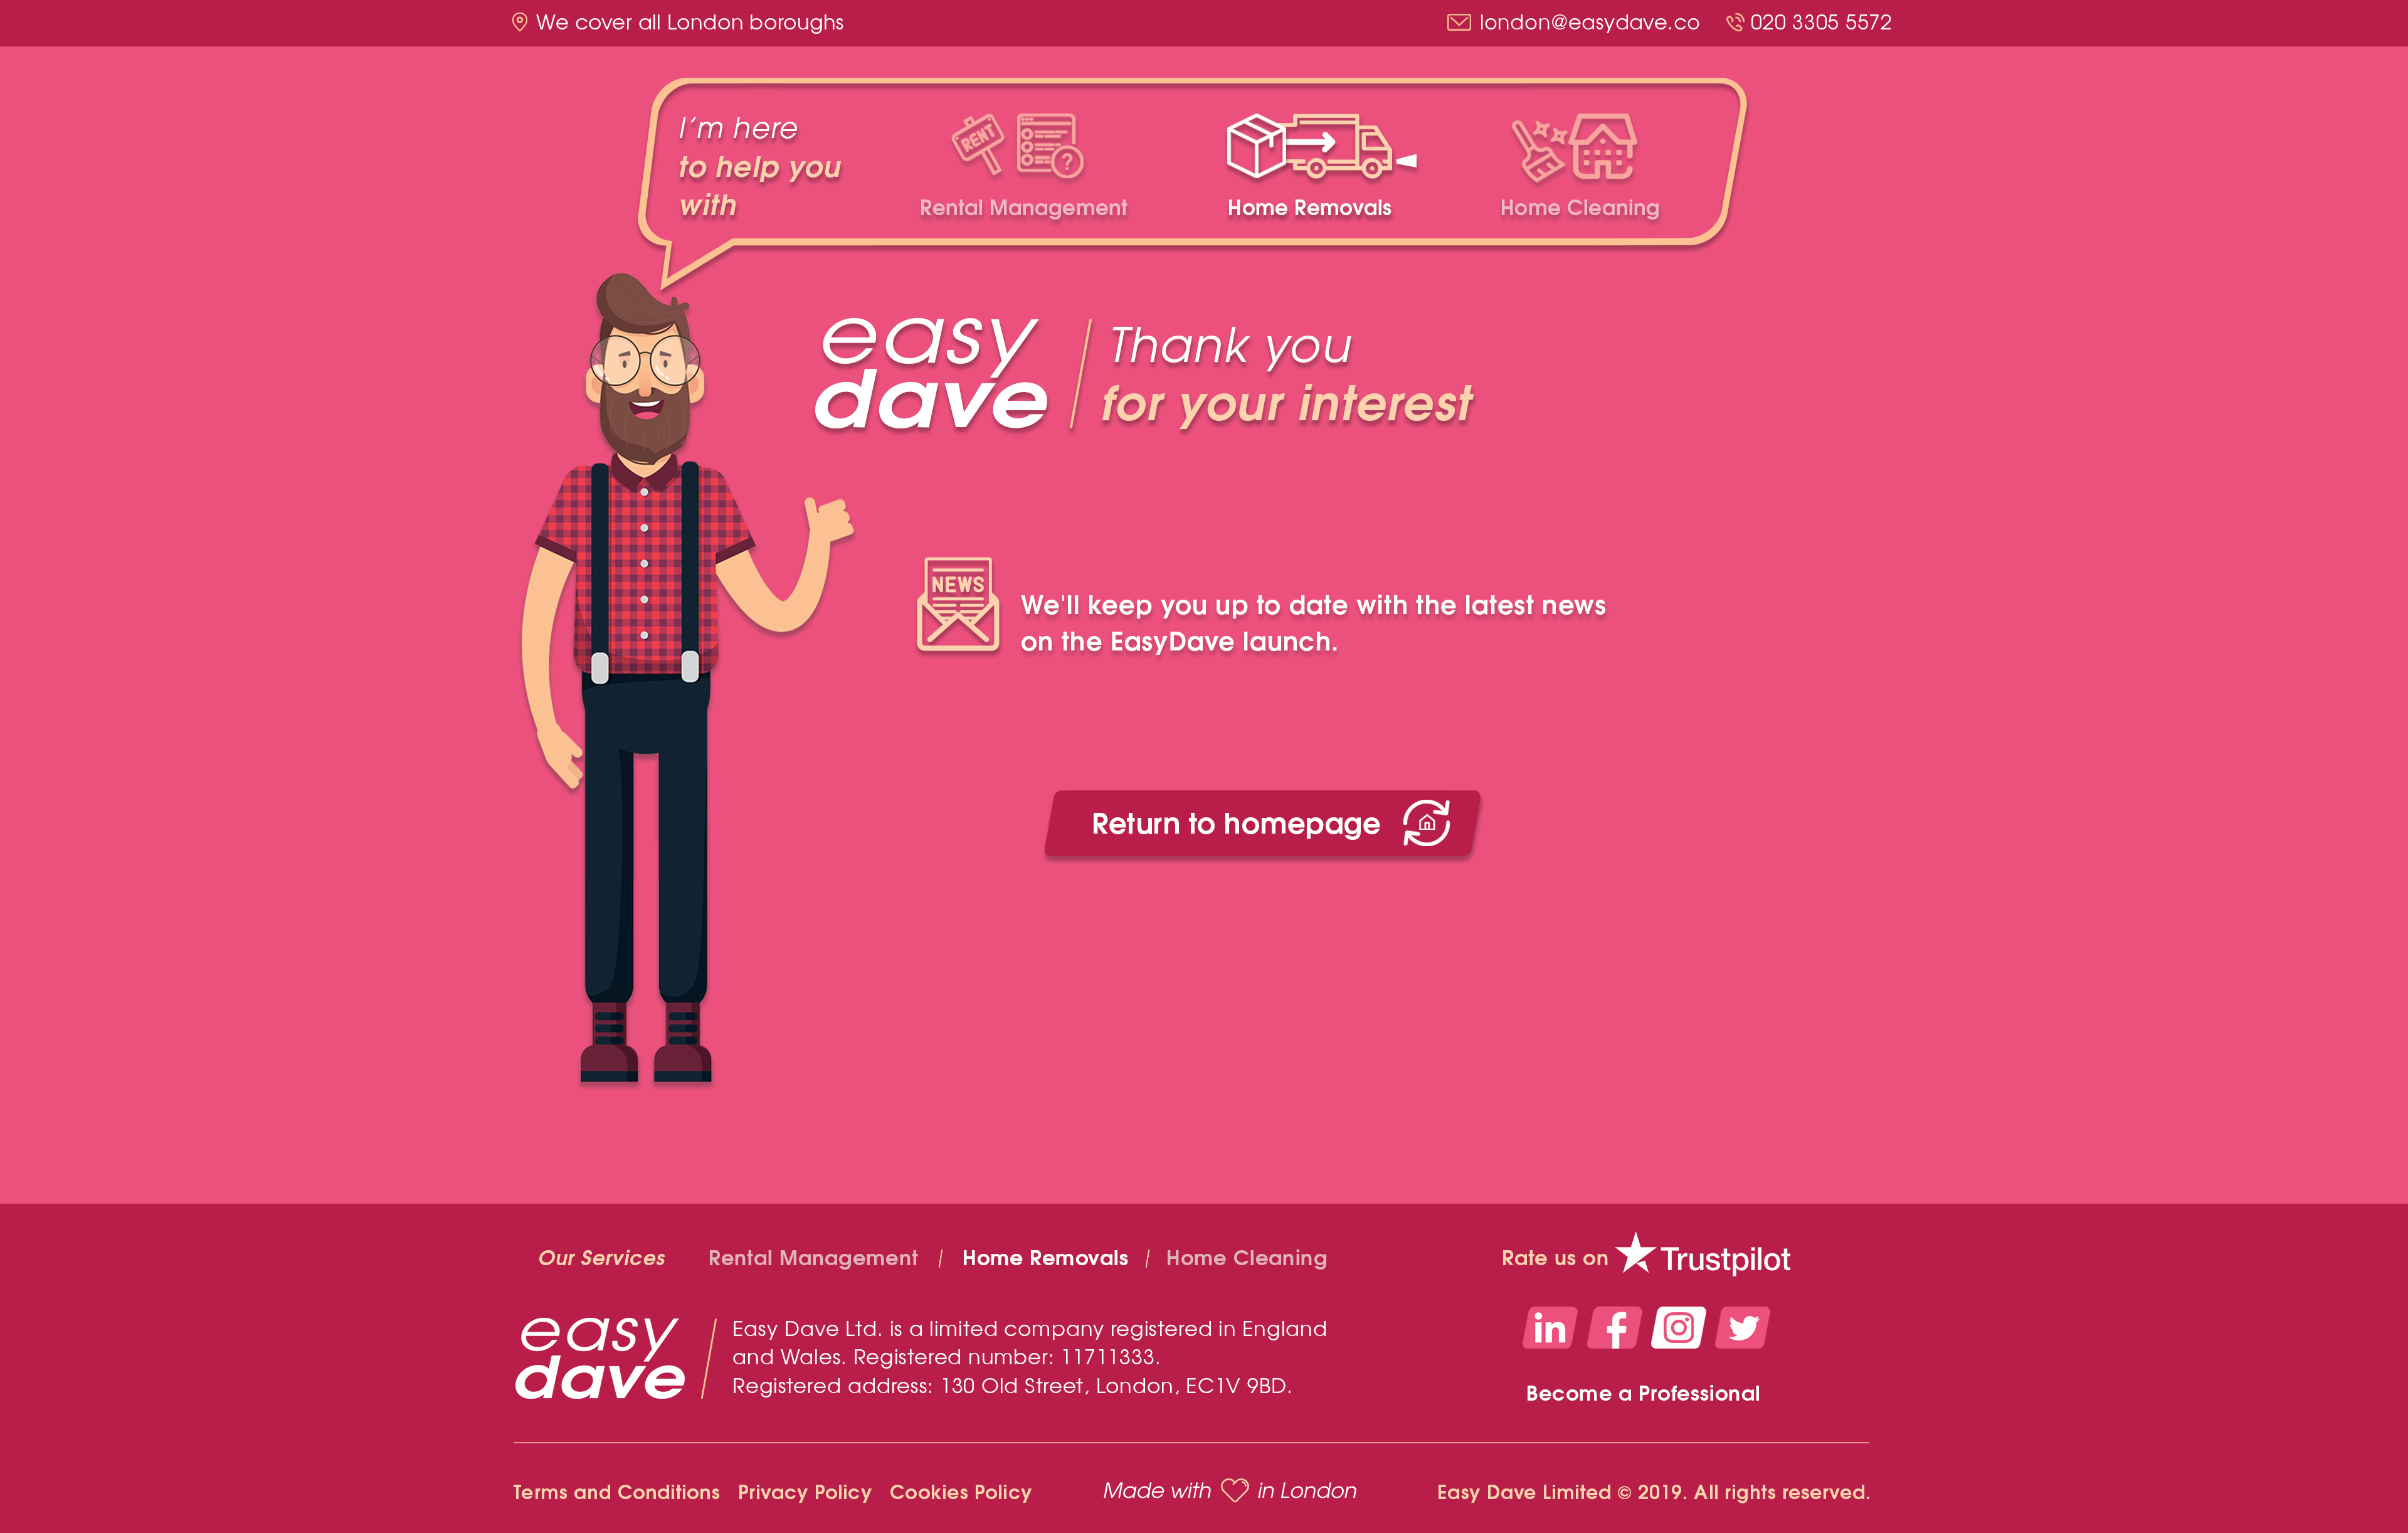 We cover all London boroughs
london@easydave.co
020 3305 5572
I’m here
to help you
with
RENT
?
Rental Management
Home Removals
Home Cleaning
easy
dave
Thank you
for your interest
NEWS
We'll keep you up to date with the latest news
on the EasyDave launch.
Return to homepage
Our Services
Rental Management
Home Removals
Home Cleaning
Rate us on
Trustpilot
easy
dave
Easy Dave Ltd. is a limited company registered in England
and Wales. Registered number: 11711333.
Registered address: 130 Old Street, London, EC1V 9BD.
in
f
Become a Professional
Terms and Conditions
Privacy Policy
Cookies Policy
Made with
in London
Easy Dave Limited © 2019. All rights reserved.